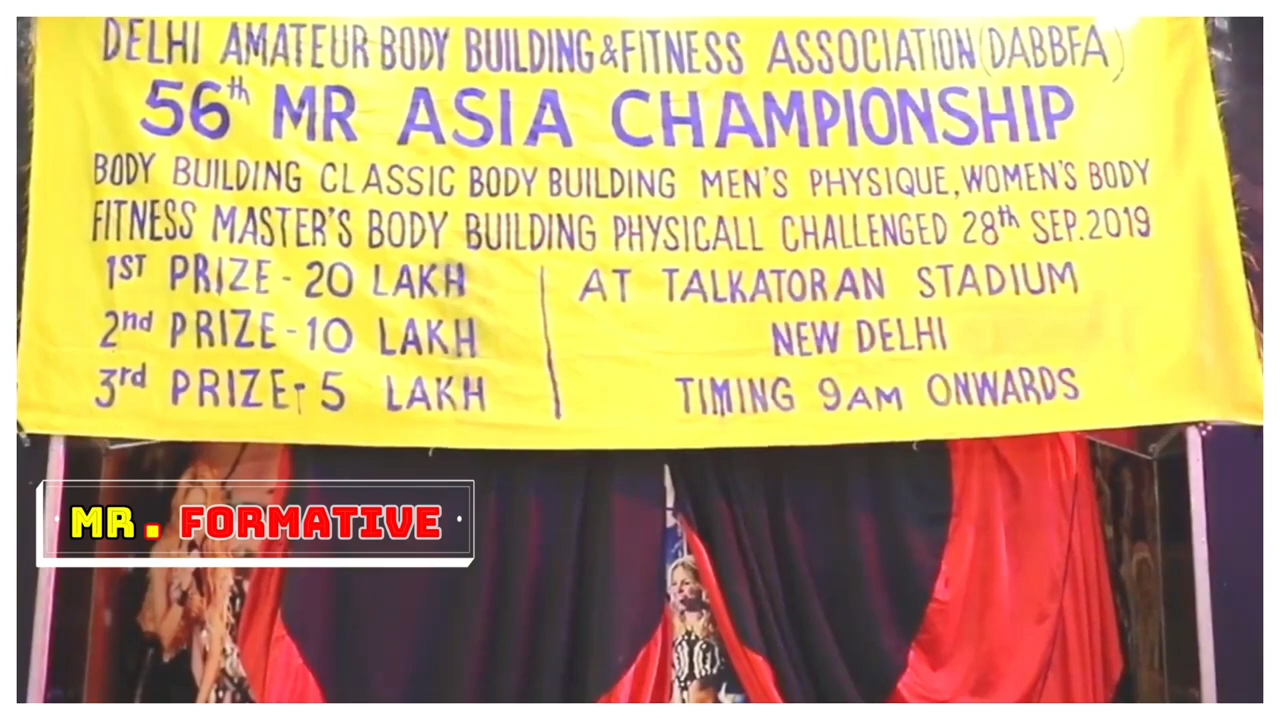 DELHI AMATEUR BODY BUILDING & FITNESS ASSOCIATION (DABBFA)
56th MR ASIA CHAMPIONSHIP
BODY BUILDING CLASSIC BODY BUILDING MEN'S PHYSIQUE, WOMEN'S BODY
FITNESS MASTER'S BODY BUILDING PHYSICALL CHALLENGED 28th SEP. 2019
1ST PRIZE - 20 LAKH
2nd PRIZE - 10 LAKH
3rd PRIZE - 5 LAKH
AT TALKATORAN STADIUM
NEW DELHI
TIMING 9AM ONWARDS
MR. FORMATIVE